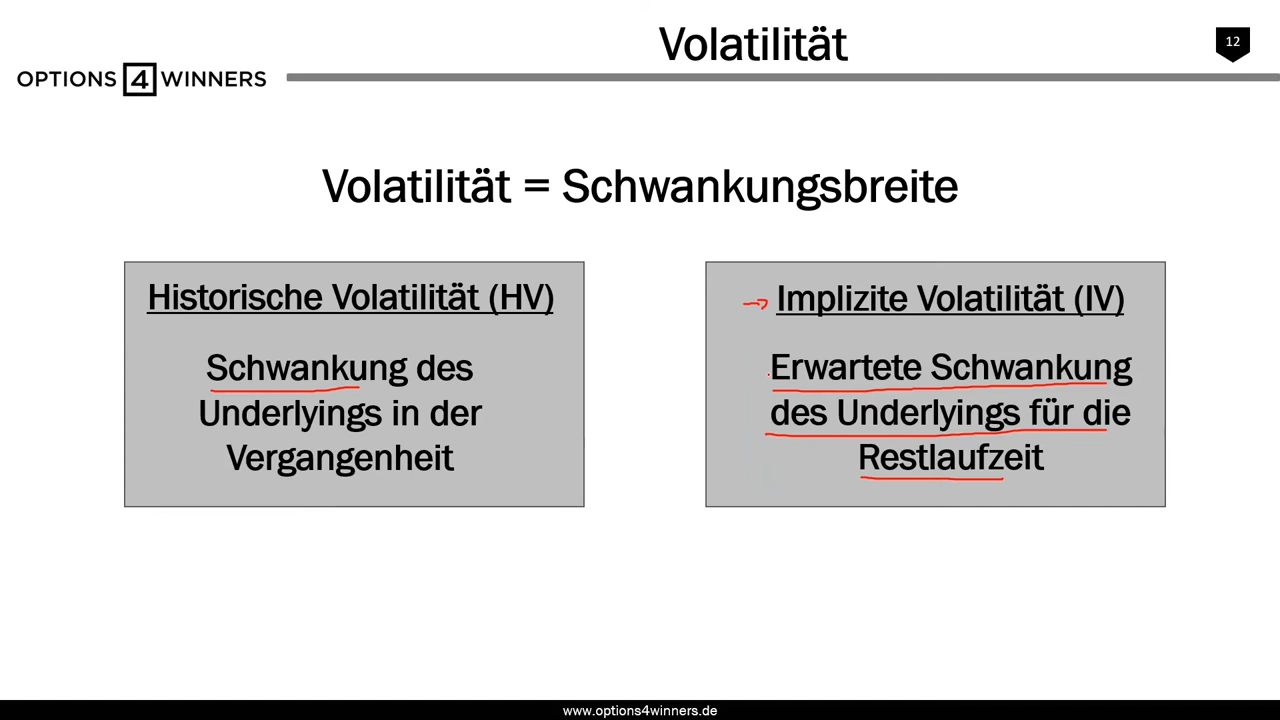 Volatilität
12
OPTIONS 4 WINNERS
Volatilität = Schwankungsbreite
Historische Volatilität (HV)
Schwankung des
Underlyings in der
Vergangenheit
Implizite Volatilität (IV)
Erwartete Schwankung
des Underlyings für die
Restlaufzeit
www.options4winners.de